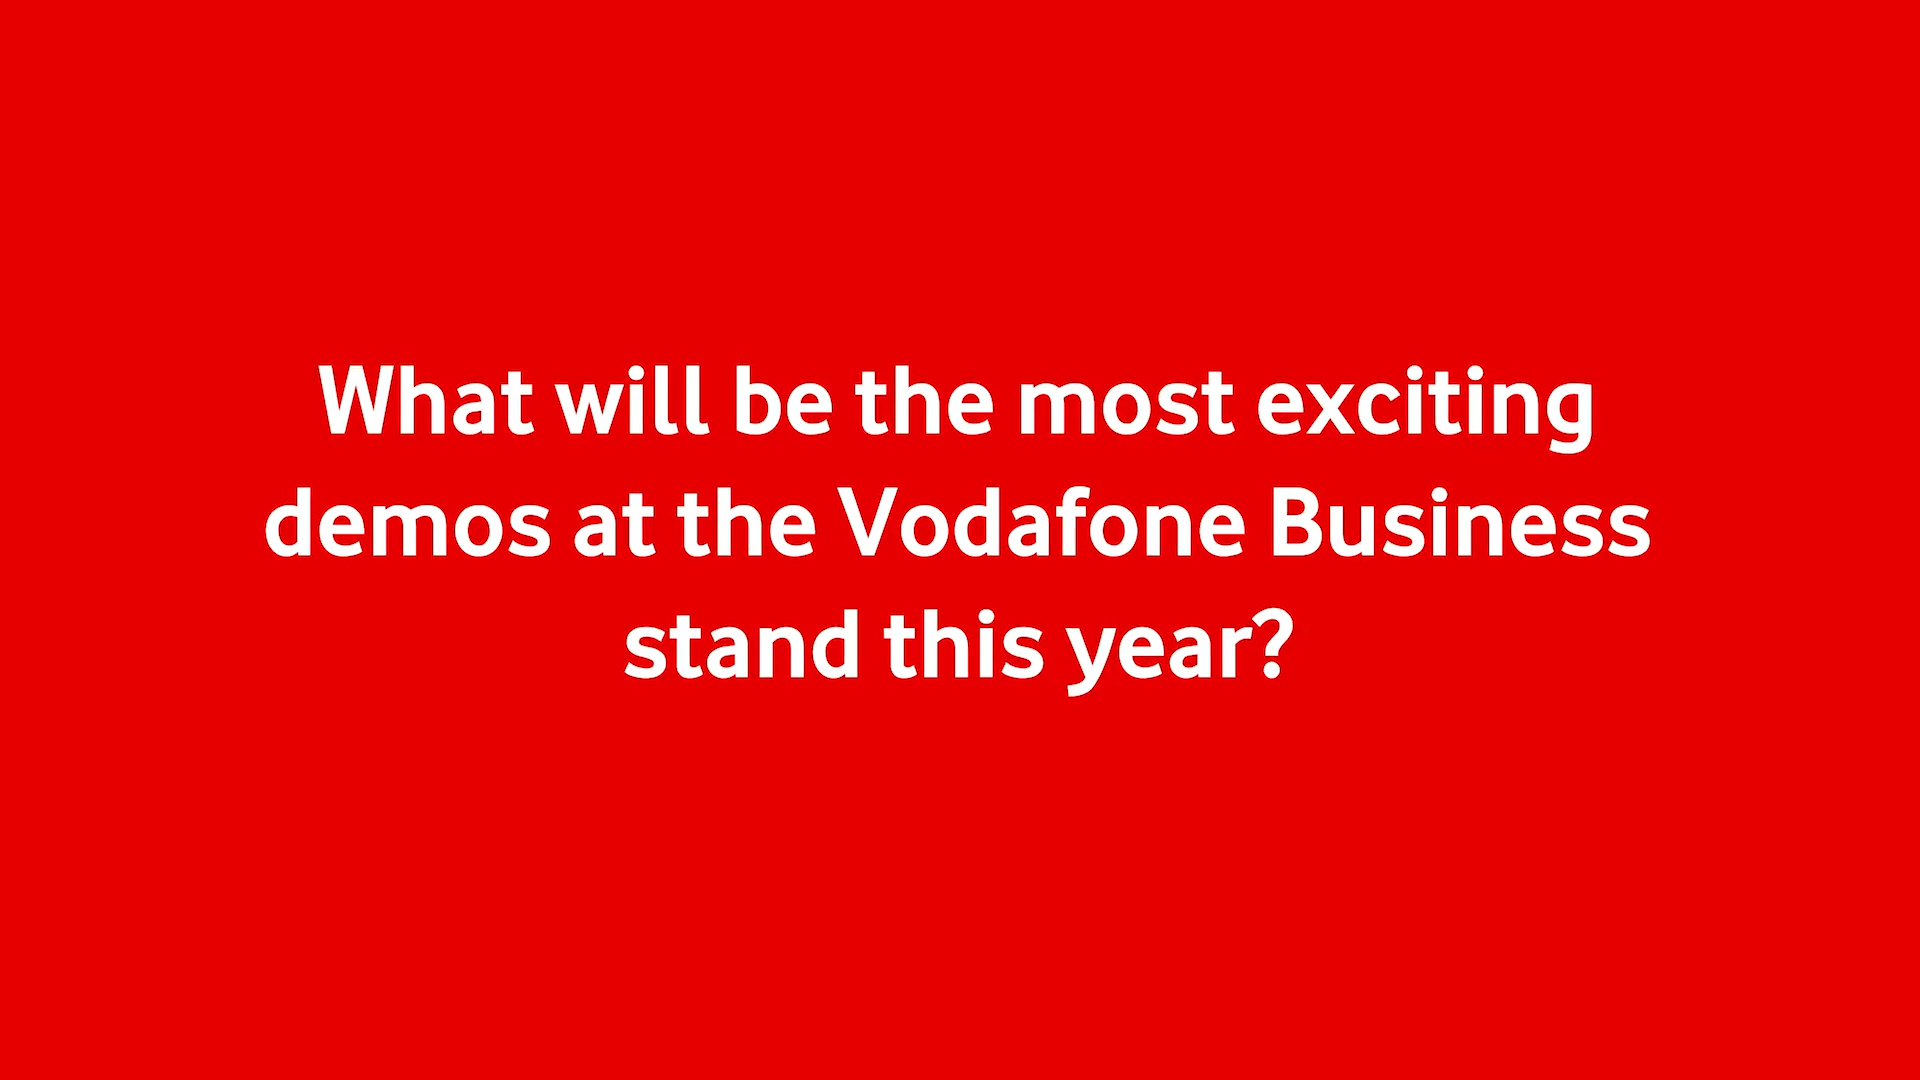 What will be the most exciting
demos at the Vodafone Business
stand this year?